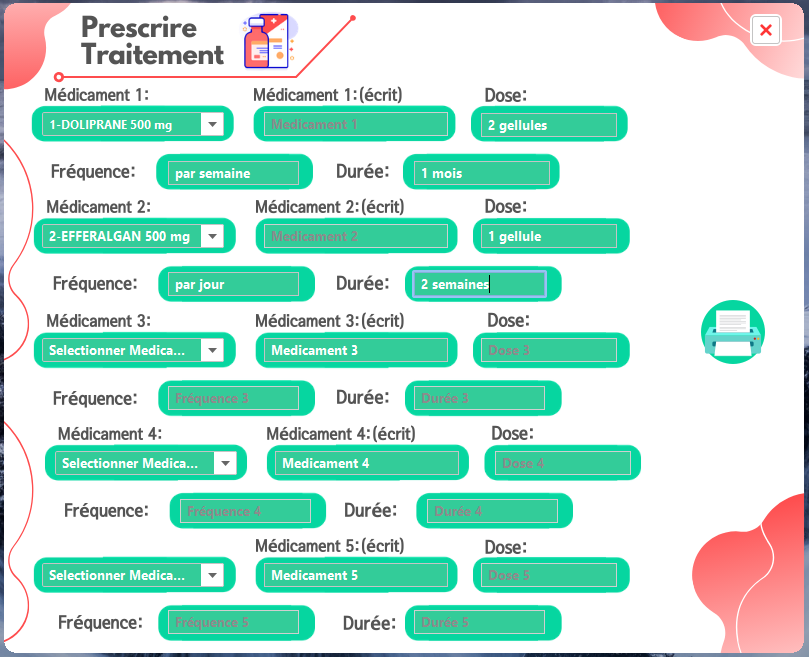 Prescrire
Traitement
Médicament 1: Médicament 1:(écrit) Dose:
1-DOLIPRANE 500 mg Medicament 1 2 gellules
Fréquence: par semaine Durée: 1 mois
Médicament 2: Médicament 2:(écrit) Dose:
2-EFFERALGAN 500 mg Medicament 2 1 gellule
Fréquence: par jour Durée: 2 semaines
Médicament 3: Médicament 3:(écrit) Dose:
Selectionner Medica... Medicament 3 Dose 3
Fréquence: Fréquence 3 Durée: Durée 3
Médicament 4: Médicament 4:(écrit) Dose:
Selectionner Medica... Medicament 4 Dose 4
Fréquence: Fréquence 4 Durée: Durée 4
Médicament 5:(écrit) Dose:
Selectionner Medica... Medicament 5 Dose 5
Fréquence: Fréquence 5 Durée: Durée 5